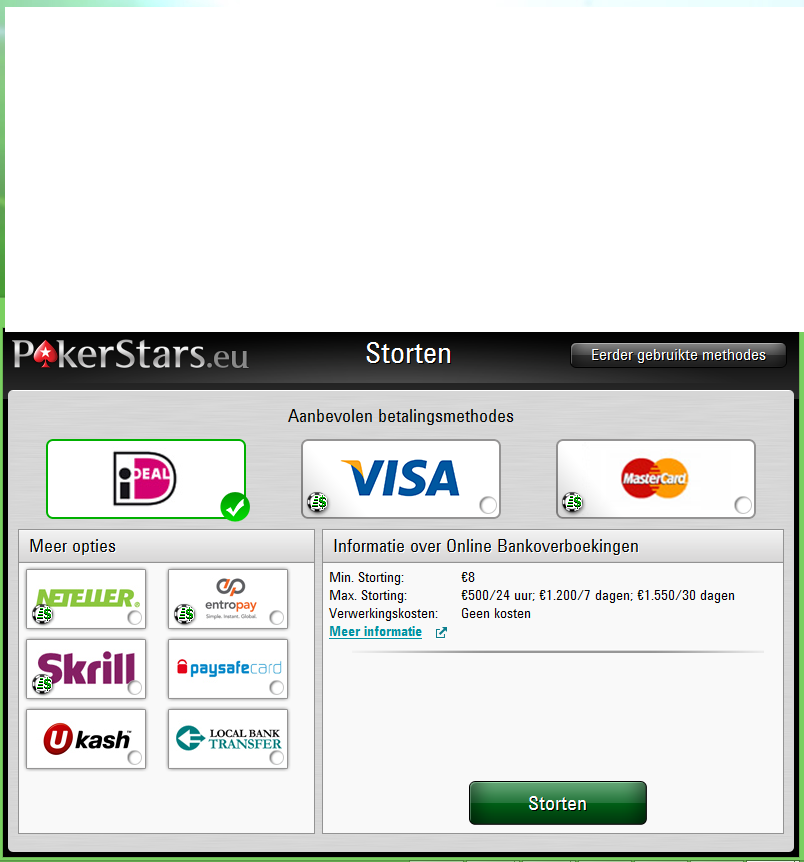 PokerStars.eu
Storten
Eerder gebruikte methodes
Aanbevolen betalingsmethodes
iDEAL
VISA
MasterCard
Meer opties
NETELLER.
entropay
Simple. Instant. Global.
Skrill
paysafecard
Ukash™
LOCAL BANK
TRANSFER
Informatie over Online Bankoverboekingen
Min. Storting: €8
Max. Storting: €500/24 uur; €1.200/7 dagen; €1.550/30 dagen
Verwerkingskosten: Geen kosten
Meer informatie
Storten